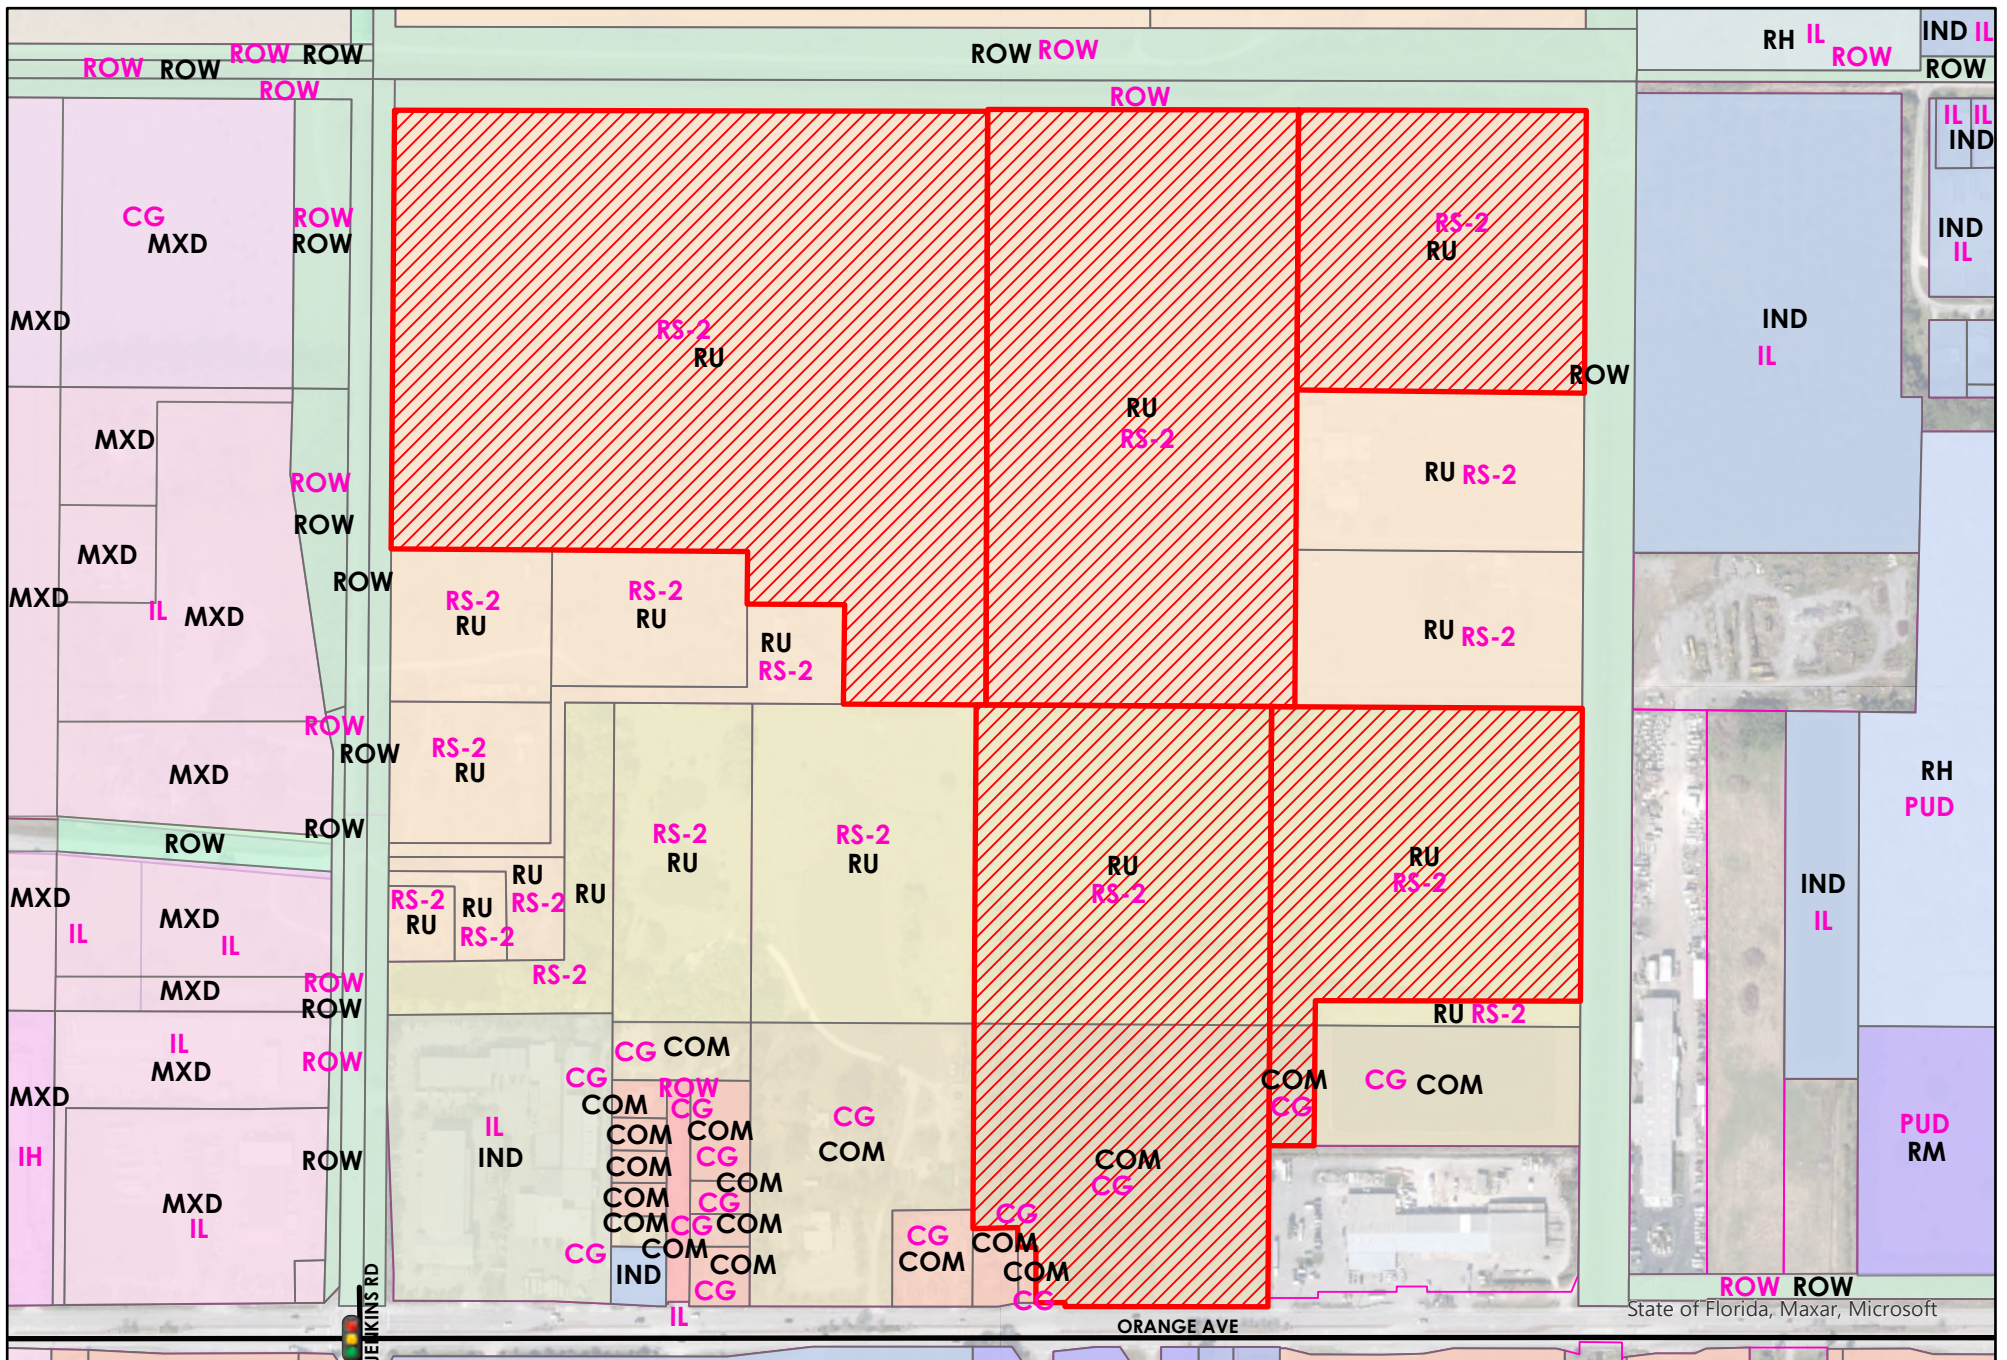 ROW ROW
ROW ROW
ROW
ROW ROW
ROW
RH IL
ROW
IND IL
ROW
IL IL
IND
IND
IL
CG
MXD
ROW
ROW
MXD
RS-2
RU
RU
RS-2
RS-2
RU
IND
IL
ROW
MXD
MXD
MXD
IL MXD
ROW
ROW
ROW
RU RS-2
RU RS-2
RS-2
RU
RS-2
RU
RU
RS-2
ROW
ROW
MXD
RS-2
RU
ROW
ROW
RS-2
RU
RS-2
RU
RU
RS-2
RU
RS-2
RH
PUD
IND
IL
MXD
IL
MXD
IL
MXD
ROW
ROW
RS-2
RU
RU
RS-2
RU
RS-2
RU
RS-2
RU RS-2
IL
MXD
ROW
MXD
IH
CG COM
CG
ROW
COM
CG
COM
COM
COM
CG
COM
COM
COM
CG
COM
CG
COM
COM
CG
COM
CG
IND
IL
IL
IND
CG
COM
COM
CG
COM
CG
CG COM
PUD
RM
ROW
MXD
IL
CG
COM
CG
COM
COM
CG
ROW ROW
State of Florida, Maxar, Microsoft
JENKINS RD
ORANGE AVE